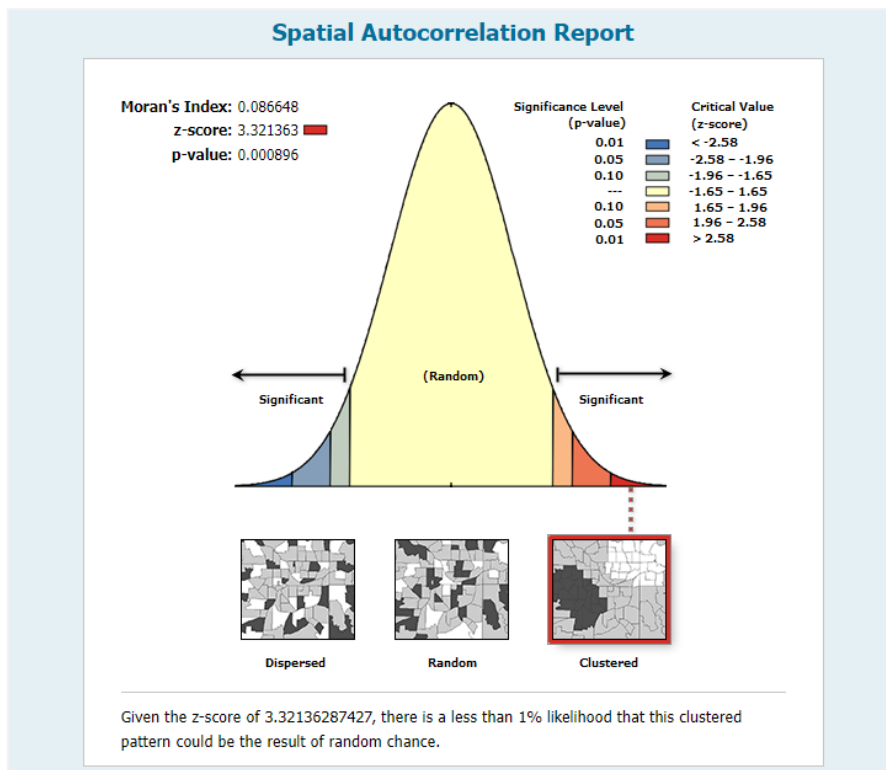 Spatial Autocorrelation Report
Moran's Index: 0.086648
z-score: 3.321363
p-value: 0.000896
Significance Level Critical Value
(p-value) (z-score)
0.01 < -2.58
0.05 -2.58 – -1.96
0.10 -1.96 – -1.65
--- -1.65 – 1.65
0.10 1.65 – 1.96
0.05 1.96 – 2.58
0.01 > 2.58
(Random)
Significant Significant
Dispersed Random Clustered
Given the z-score of 3.32136287427, there is a less than 1% likelihood that this clustered
pattern could be the result of random chance.